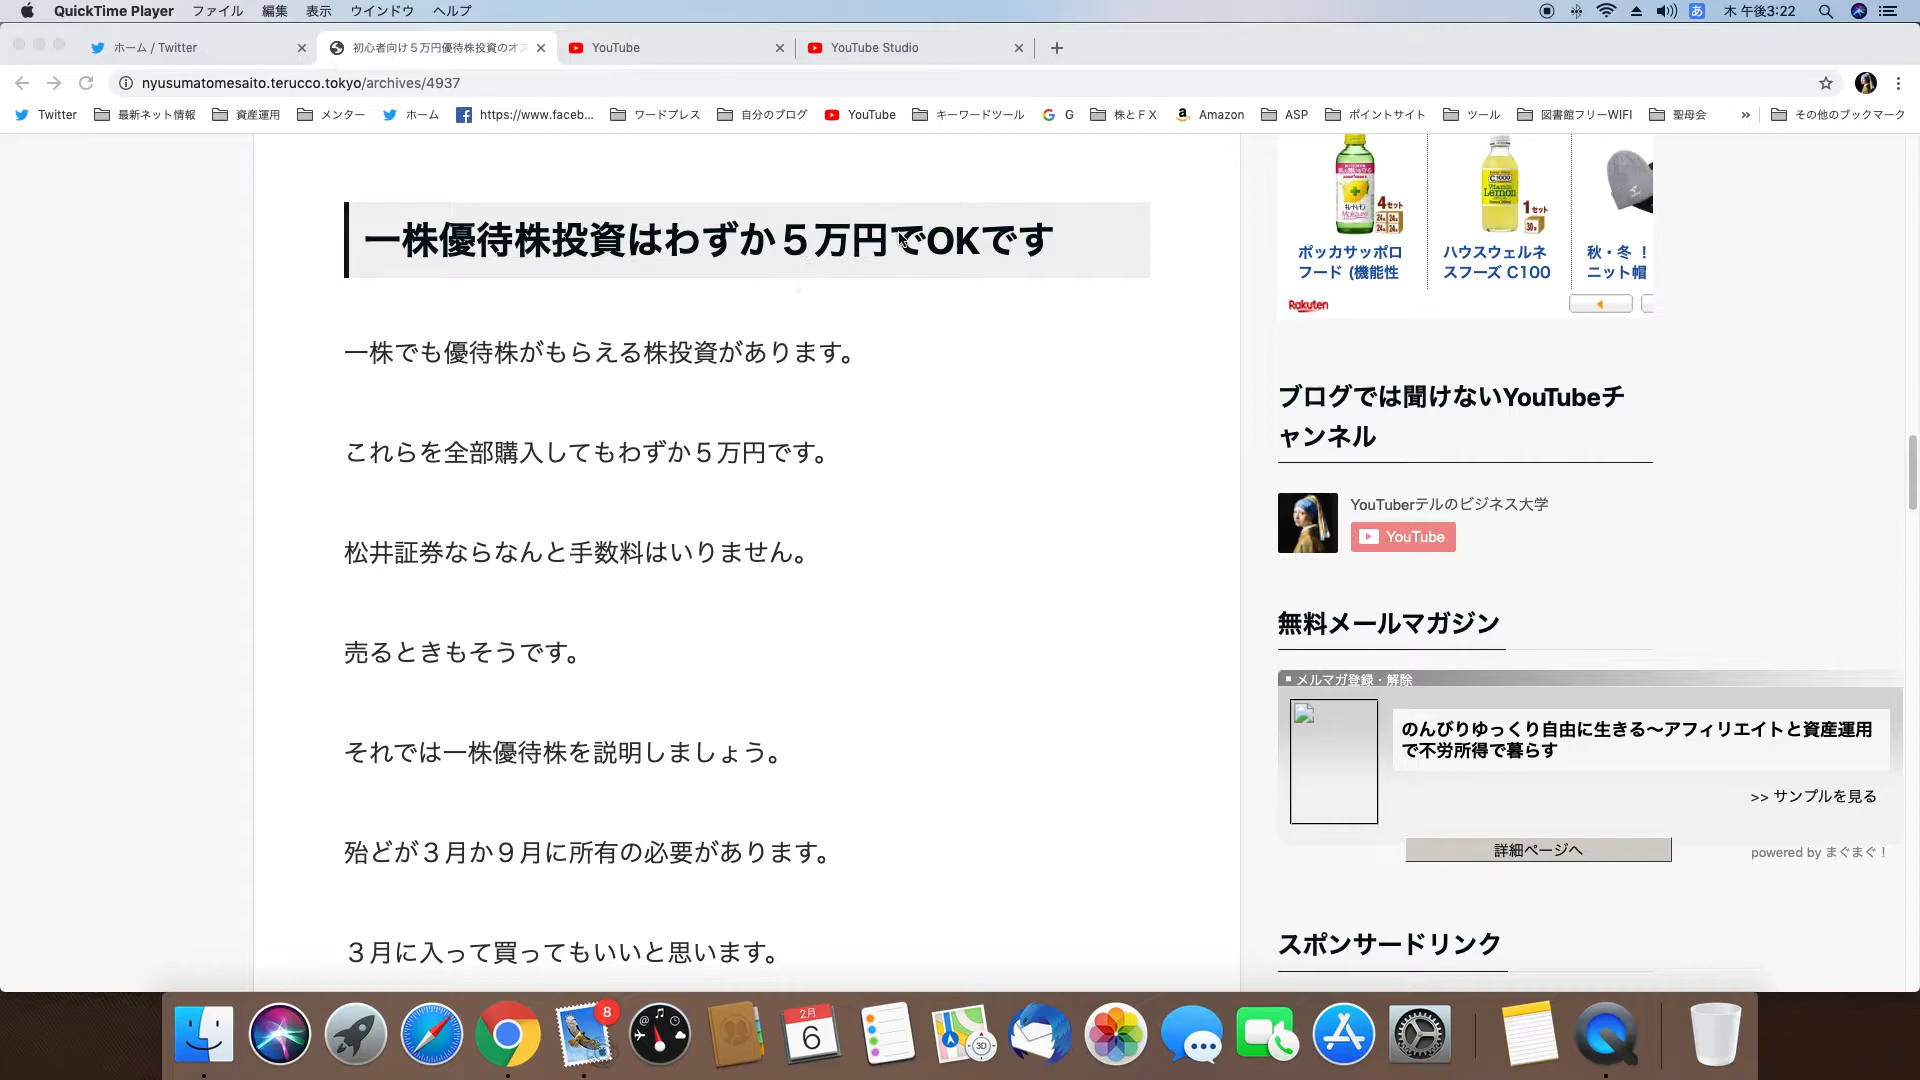 QuickTime Player ファイル 編集 表示 ウインドウ ヘルプ
あ 木 午後3:22
ホーム / Twitter
初心者向け５万円優待株投資のオス
YouTube
YouTube Studio
nyusumatomesaito.terucco.tokyo/archives/4937
Twitter 最新ネット情報 資産運用 メンター ホーム https://www.faceb... ワードプレス 自分のブログ YouTube キーワードツール G 株とＦＸ Amazon ASP ポイントサイト ツール 図書館フリーWIFI 聖母会 » その他のブックマーク
一株優待株投資はわずか５万円でOKです
一株でも優待株がもらえる株投資があります。
これらを全部購入してもわずか５万円です。
松井証券ならなんと手数料はいりません。
売るときもそうです。
それでは一株優待株を説明しましょう。
殆どが３月か９月に所有の必要があります。
３月に入って買ってもいいと思います。
4セット
C1000
Vitamin
Lemon
1セット
30本
ポッカサッポロ
フード (機能性
ハウスウェルネ
スフーズ C100
秋・冬 ！
ニット帽
Rakuten
ブログでは聞けないYouTubeチ
ャンネル
YouTuberテルのビジネス大学
YouTube
無料メールマガジン
メルマガ登録・解除
のんびりゆっくり自由に生きる〜アフィリエイトと資産運用
で不労所得で暮らす
>> サンプルを見る
詳細ページへ
powered by まぐまぐ！
スポンサードリンク
8
2月
6
3D